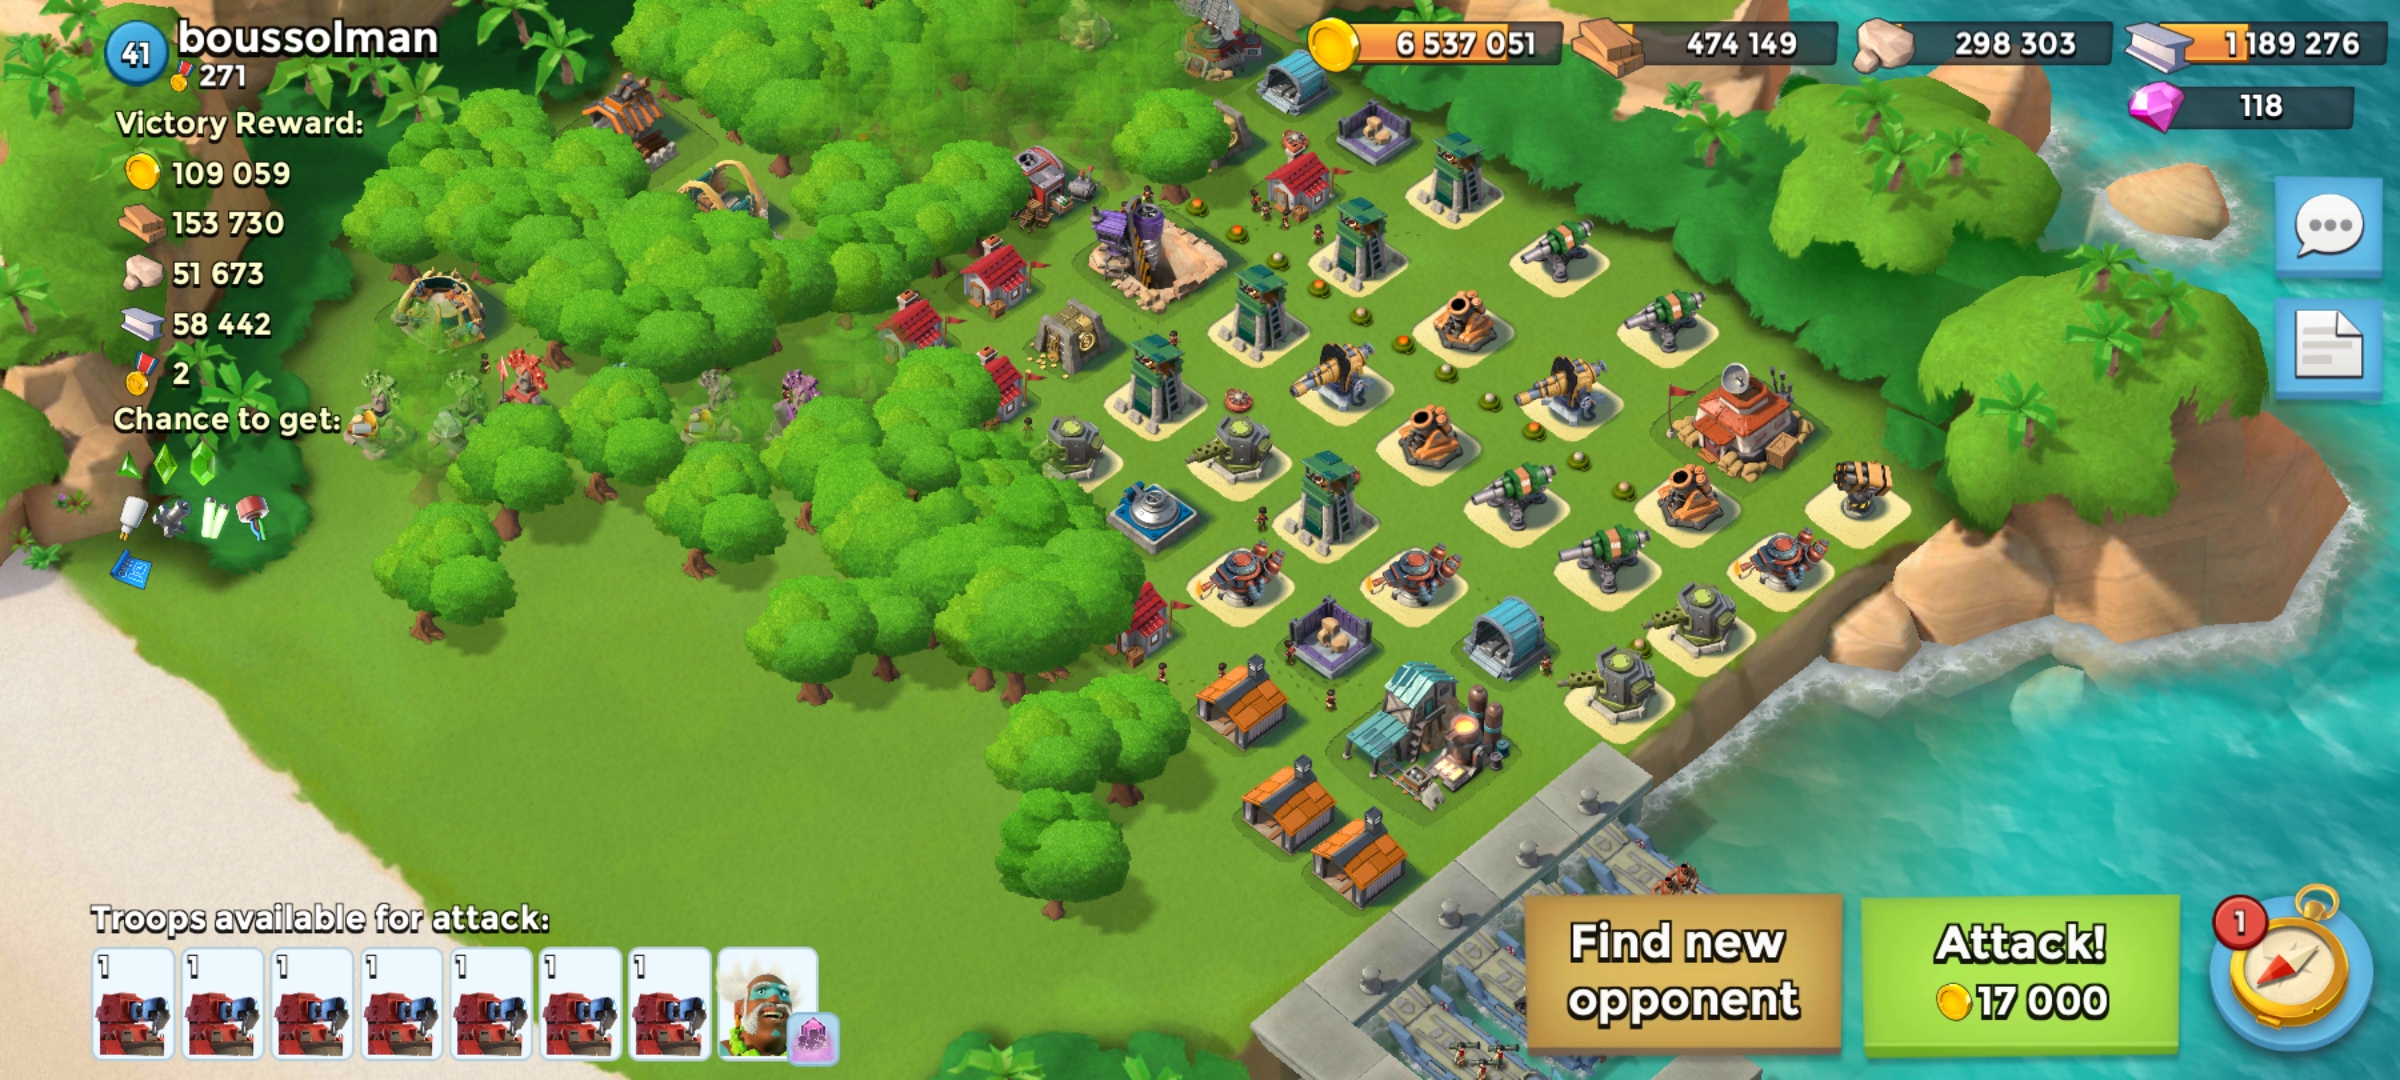 41
boussolman
271
6 537 051
474 149
298 303
1 189 276
118
Victory Reward:
109 059
153 730
51 673
58 442
2
Chance to get:
Troops available for attack:
1
1
1
1
1
1
1
Find new
opponent
Attack!
17 000
1